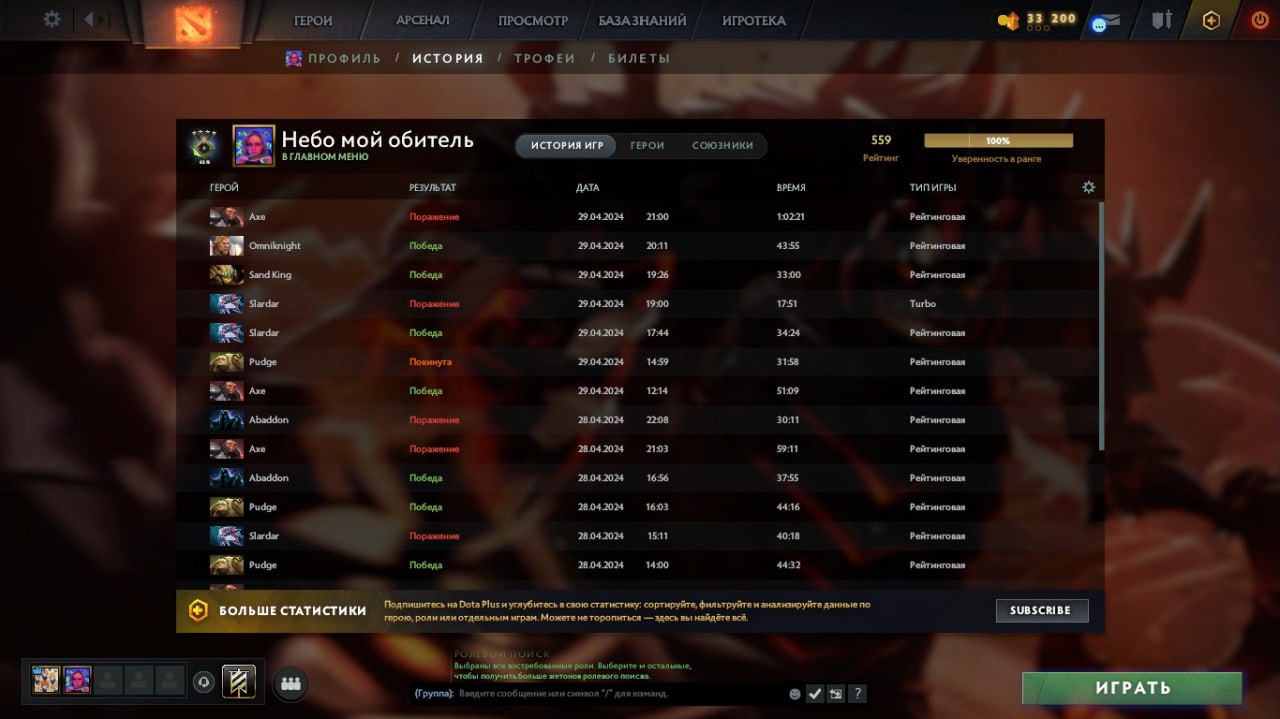 ГЕРОИ АРСЕНАЛ ПРОСМОТР БАЗА ЗНАНИЙ ИГРОТЕКА 33 200
ПРОФИЛЬ / ИСТОРИЯ / ТРОФЕИ / БИЛЕТЫ
Небо мой обитель
В ГЛАВНОМ МЕНЮ
ИСТОРИЯ ИГР ГЕРОИ СОЮЗНИКИ
559 100%
Рейтинг Уверенность в ранге
ГЕРОЙ РЕЗУЛЬТАТ ДАТА ВРЕМЯ ТИП ИГРЫ
Axe Поражение 29.04.2024 21:00 1:02:21 Рейтинговая
Omniknight Победа 29.04.2024 20:11 43:55 Рейтинговая
Sand King Победа 29.04.2024 19:26 33:00 Рейтинговая
Slardar Поражение 29.04.2024 19:00 17:51 Turbo
Slardar Победа 29.04.2024 17:44 34:24 Рейтинговая
Pudge Покинута 29.04.2024 14:59 31:58 Рейтинговая
Axe Победа 29.04.2024 12:14 51:09 Рейтинговая
Abaddon Поражение 28.04.2024 22:08 30:11 Рейтинговая
Axe Поражение 28.04.2024 21:03 59:11 Рейтинговая
Abaddon Победа 28.04.2024 16:56 37:55 Рейтинговая
Pudge Победа 28.04.2024 16:03 44:16 Рейтинговая
Slardar Поражение 28.04.2024 15:11 40:18 Рейтинговая
Pudge Победа 28.04.2024 14:00 44:32 Рейтинговая
БОЛЬШЕ СТАТИСТИКИ
Подпишитесь на Dota Plus и углубитесь в свою статистику: сортируйте, фильтруйте и анализируйте данные по
герою, роли или отдельным играм. Можете не торопиться — здесь вы найдёте всё.
SUBSCRIBE
РОЛЕВОЙ ПОИСК
Выбраны все востребованные роли. Выберите и остальные,
чтобы получить больше жетонов ролевого поиска.
(Группа): Введите сообщение или символ "/" для команд. ?
ИГРАТЬ